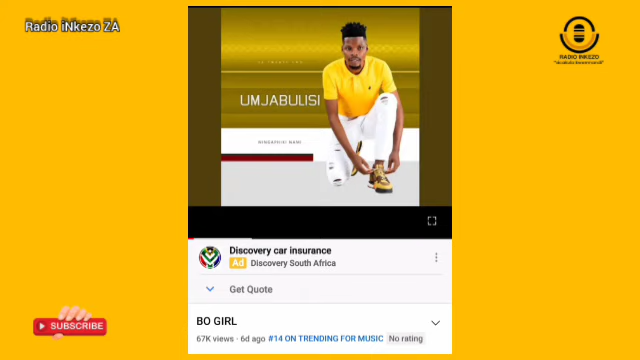 Radio iNkezo ZA
RADIO INKEZO
UMJABULISI
NINGAPHIKI NANI
Discovery car insurance
Ad Discovery South Africa
Get Quote
BO GIRL
67K views · 6d ago #14 ON TRENDING FOR MUSIC No rating
SUBSCRIBE